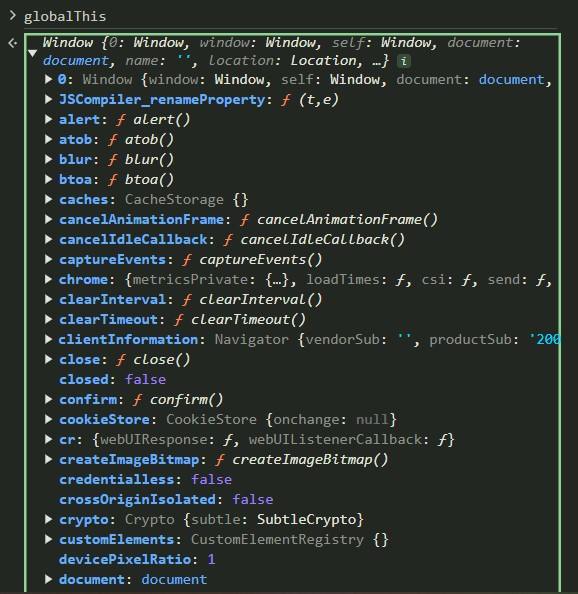 > globalThis
Window {0: Window, window: Window, self: Window, document:
document, name: '', location: Location, …} i
0: Window {window: Window, self: Window, document: document,
JSCompiler_renameProperty: ƒ (t,e)
alert: ƒ alert()
atob: ƒ atob()
blur: ƒ blur()
btoa: ƒ btoa()
caches: CacheStorage {}
cancelAnimationFrame: ƒ cancelAnimationFrame()
cancelIdleCallback: ƒ cancelIdleCallback()
captureEvents: ƒ captureEvents()
chrome: {metricsPrivate: {…}, loadTimes: ƒ, csi: ƒ, send: ƒ,
clearInterval: ƒ clearInterval()
clearTimeout: ƒ clearTimeout()
clientInformation: Navigator {vendorSub: '', productSub: '200
close: ƒ close()
closed: false
confirm: ƒ confirm()
cookieStore: CookieStore {onchange: null}
cr: {webUIResponse: ƒ, webUIListenerCallback: ƒ}
createImageBitmap: ƒ createImageBitmap()
credentialless: false
crossOriginIsolated: false
crypto: Crypto {subtle: SubtleCrypto}
customElements: CustomElementRegistry {}
devicePixelRatio: 1
document: document